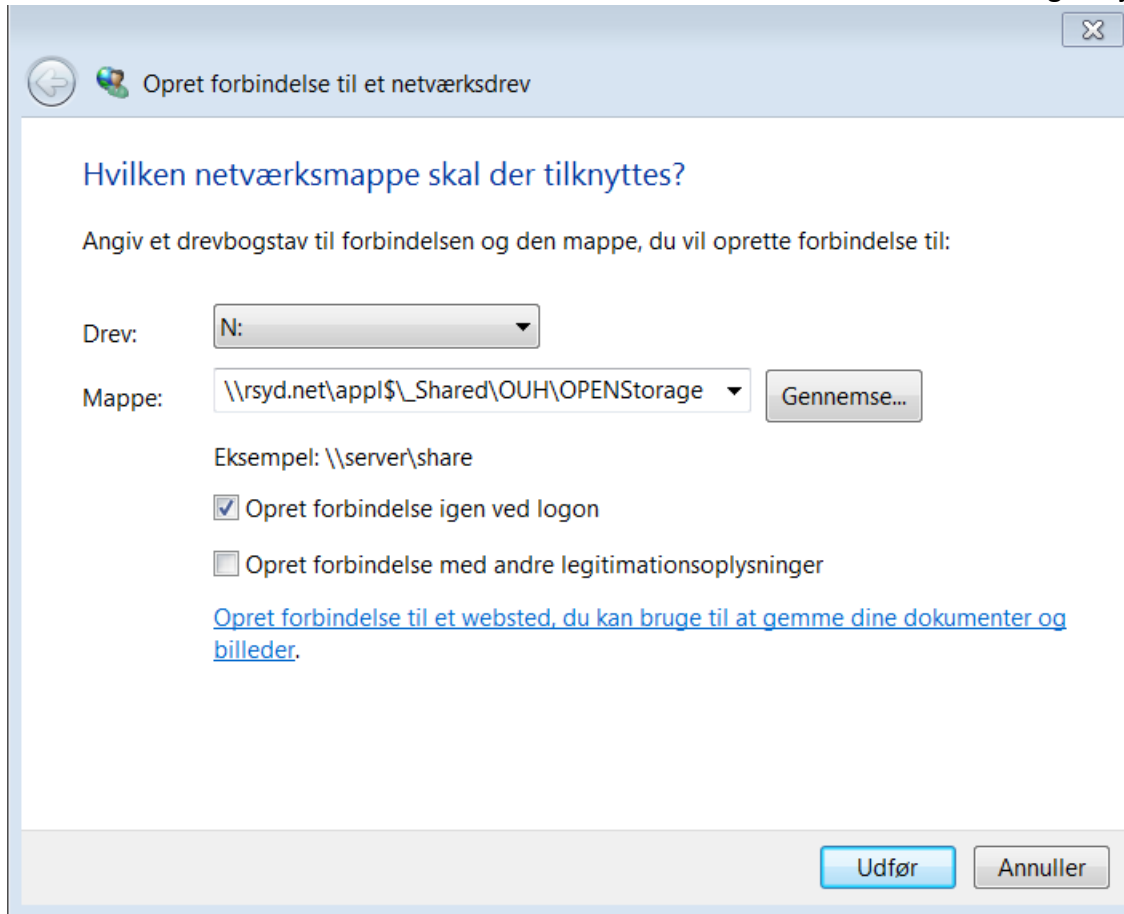 Opret forbindelse til et netværksdrev
Hvilken netværksmappe skal der tilknyttes?
Angiv et drevbogstav til forbindelsen og den mappe, du vil oprette forbindelse til:
Drev: N:
Mappe: \\rsyd.net\appl$\_Shared\OUH\OPENStorage Gennemse...
Eksempel: \\server\share
Opret forbindelse igen ved logon
Opret forbindelse med andre legitimationsoplysninger
Opret forbindelse til et websted, du kan bruge til at gemme dine dokumenter og
billeder.
Udfør Annuller